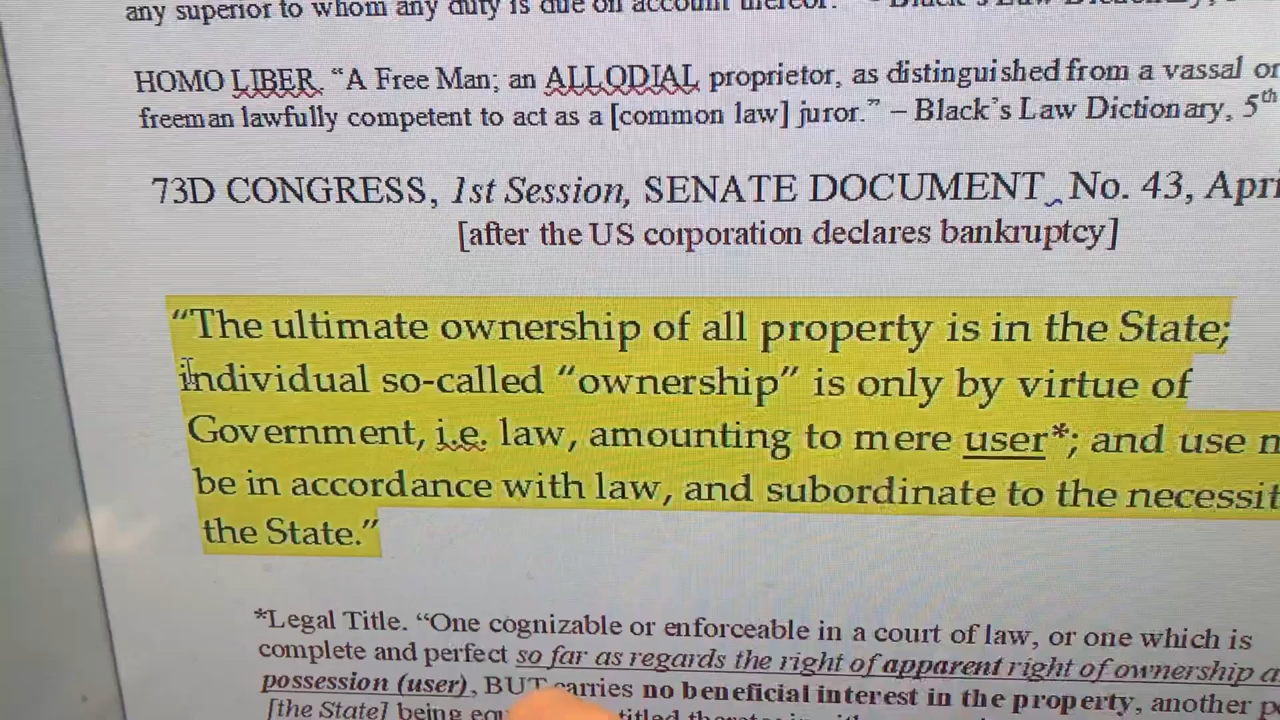 any superior to whom any duty is due on account thereof.
HOMO LIBER. “A Free Man; an ALLODIAL proprietor, as distinguished from a vassal or
freeman lawfully competent to act as a [common law] juror.” – Black’s Law Dictionary, 5th
73D CONGRESS, 1st Session, SENATE DOCUMENT No. 43,
[after the US corporation declares bankruptcy]
“The ultimate ownership of all property is in the State;
individual so-called “ownership” is only by virtue of
Government, i.e. law, amounting to mere user*; and use
be in accordance with law, and subordinate to the
the State.”
*Legal Title. “One cognizable or enforceable in a court of law, or one which is
complete and perfect so far as regards the right of apparent right of ownership
possession (user), BUT carries no beneficial interest in the property, another
[the State] being